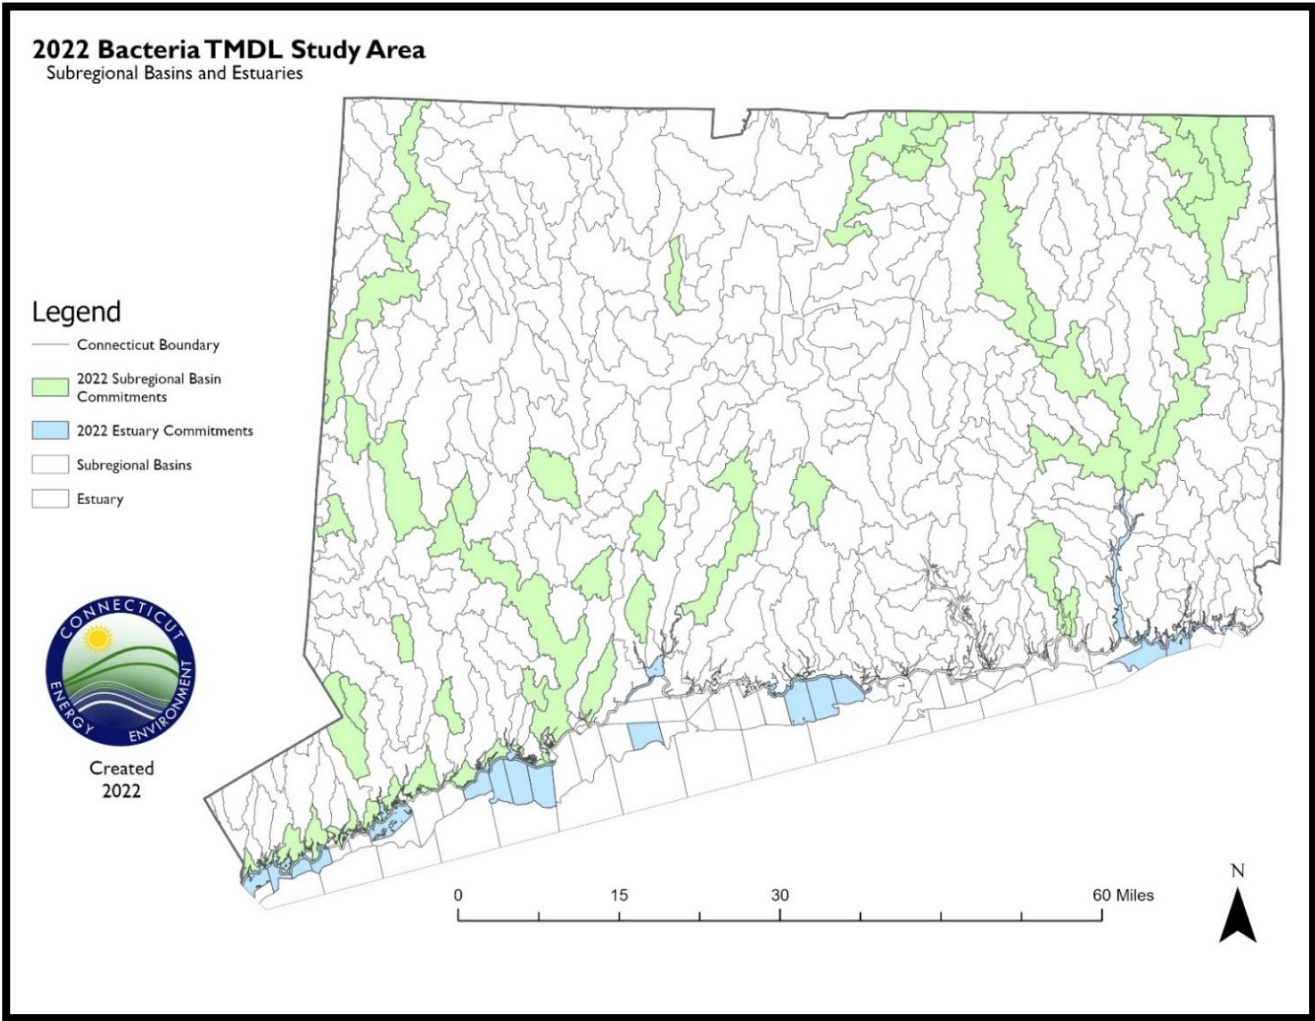 2022 Bacteria TMDL Study Area
Subregional Basins and Estuaries
Legend
Connecticut Boundary
2022 Subregional Basin
Commitments
2022 Estuary Commitments
Subregional Basins
Estuary
CONNECTICUT
ENERGY ENVIRONMENT
Created
2022
0 15 30 60 Miles
N